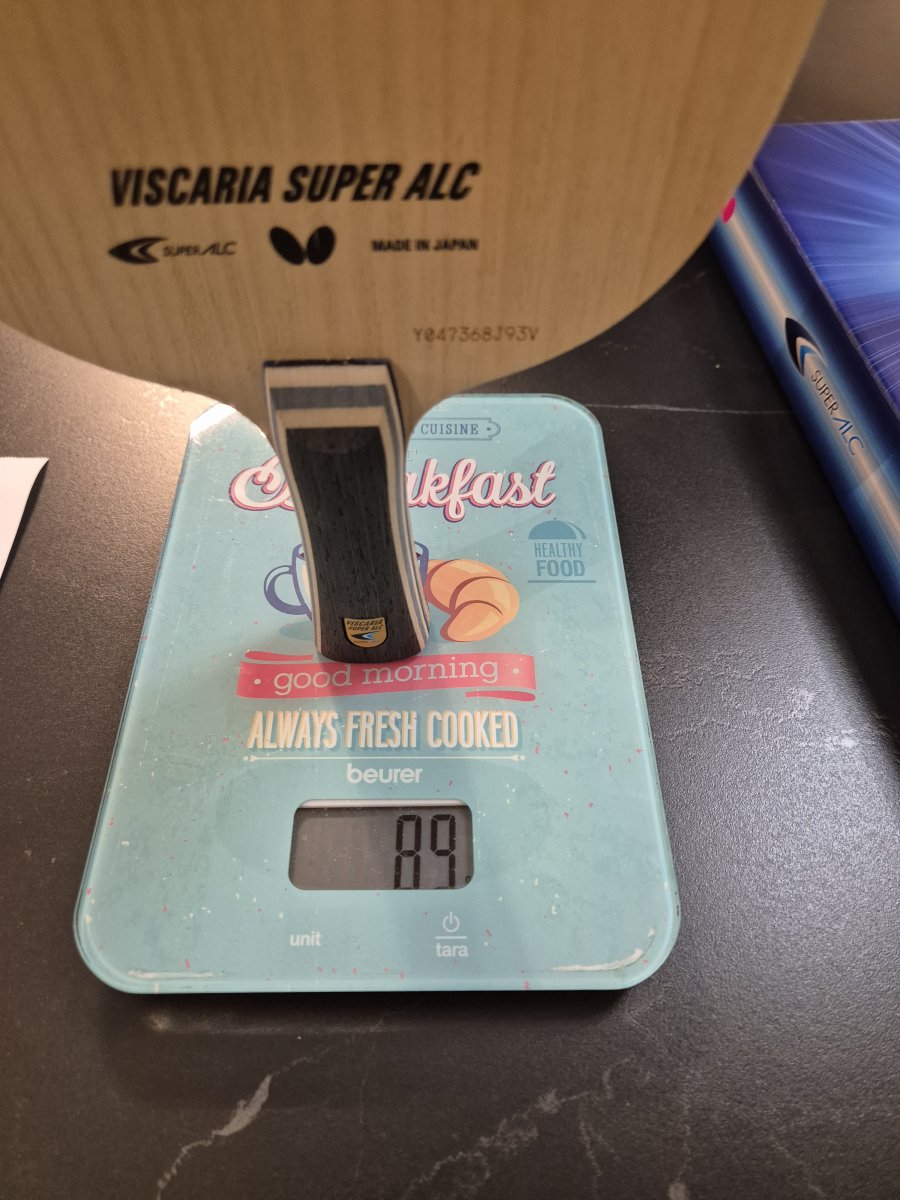 VISCARIA SUPER ALC
SUPER ALC
MADE IN JAPAN
Y047368J93V
CUISINE
akfast
HEALTHY
FOOD
VISCARIA
SUPER ALC
good morning
ALWAYS FRESH COOKED
beurer
89
unit
tara
SUPER ALC